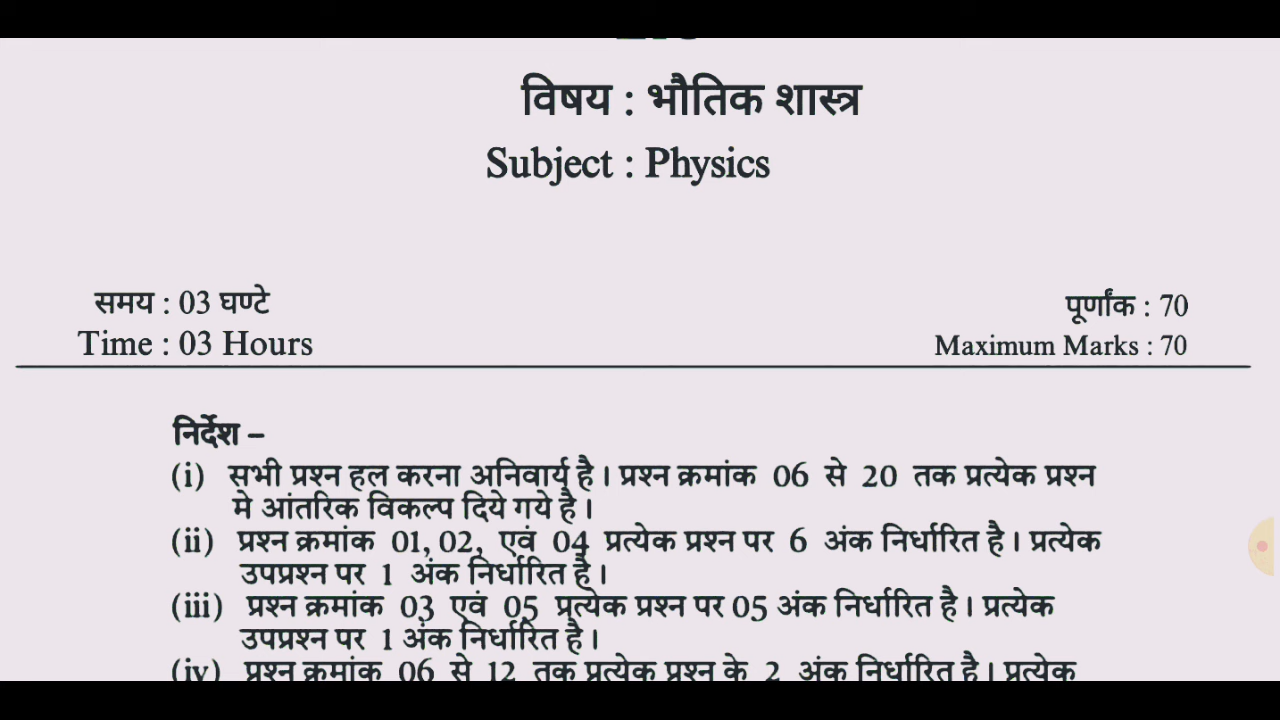 विषय : भौतिक शास्त्र
Subject : Physics
समय : 03 घण्टे
पूर्णांक : 70
Time : 03 Hours
Maximum Marks : 70
निर्देश –
(i) सभी प्रश्न हल करना अनिवार्य है। प्रश्न क्रमांक 06 से 20 तक प्रत्येक प्रश्न
मे आंतरिक विकल्प दिये गये है।
(ii) प्रश्न क्रमांक 01, 02, एवं 04 प्रत्येक प्रश्न पर 6 अंक निर्धारित है। प्रत्येक
उपप्रश्न पर 1 अंक निर्धारित है।
(iii) प्रश्न क्रमांक 03 एवं 05 प्रत्येक प्रश्न पर 05 अंक निर्धारित है। प्रत्येक
उपप्रश्न पर 1 अंक निर्धारित है।
(iv) प्रश्न क्रमांक 06 से 12 तक प्रत्येक प्रश्न के 2 अंक निर्धारित है। प्रत्येक